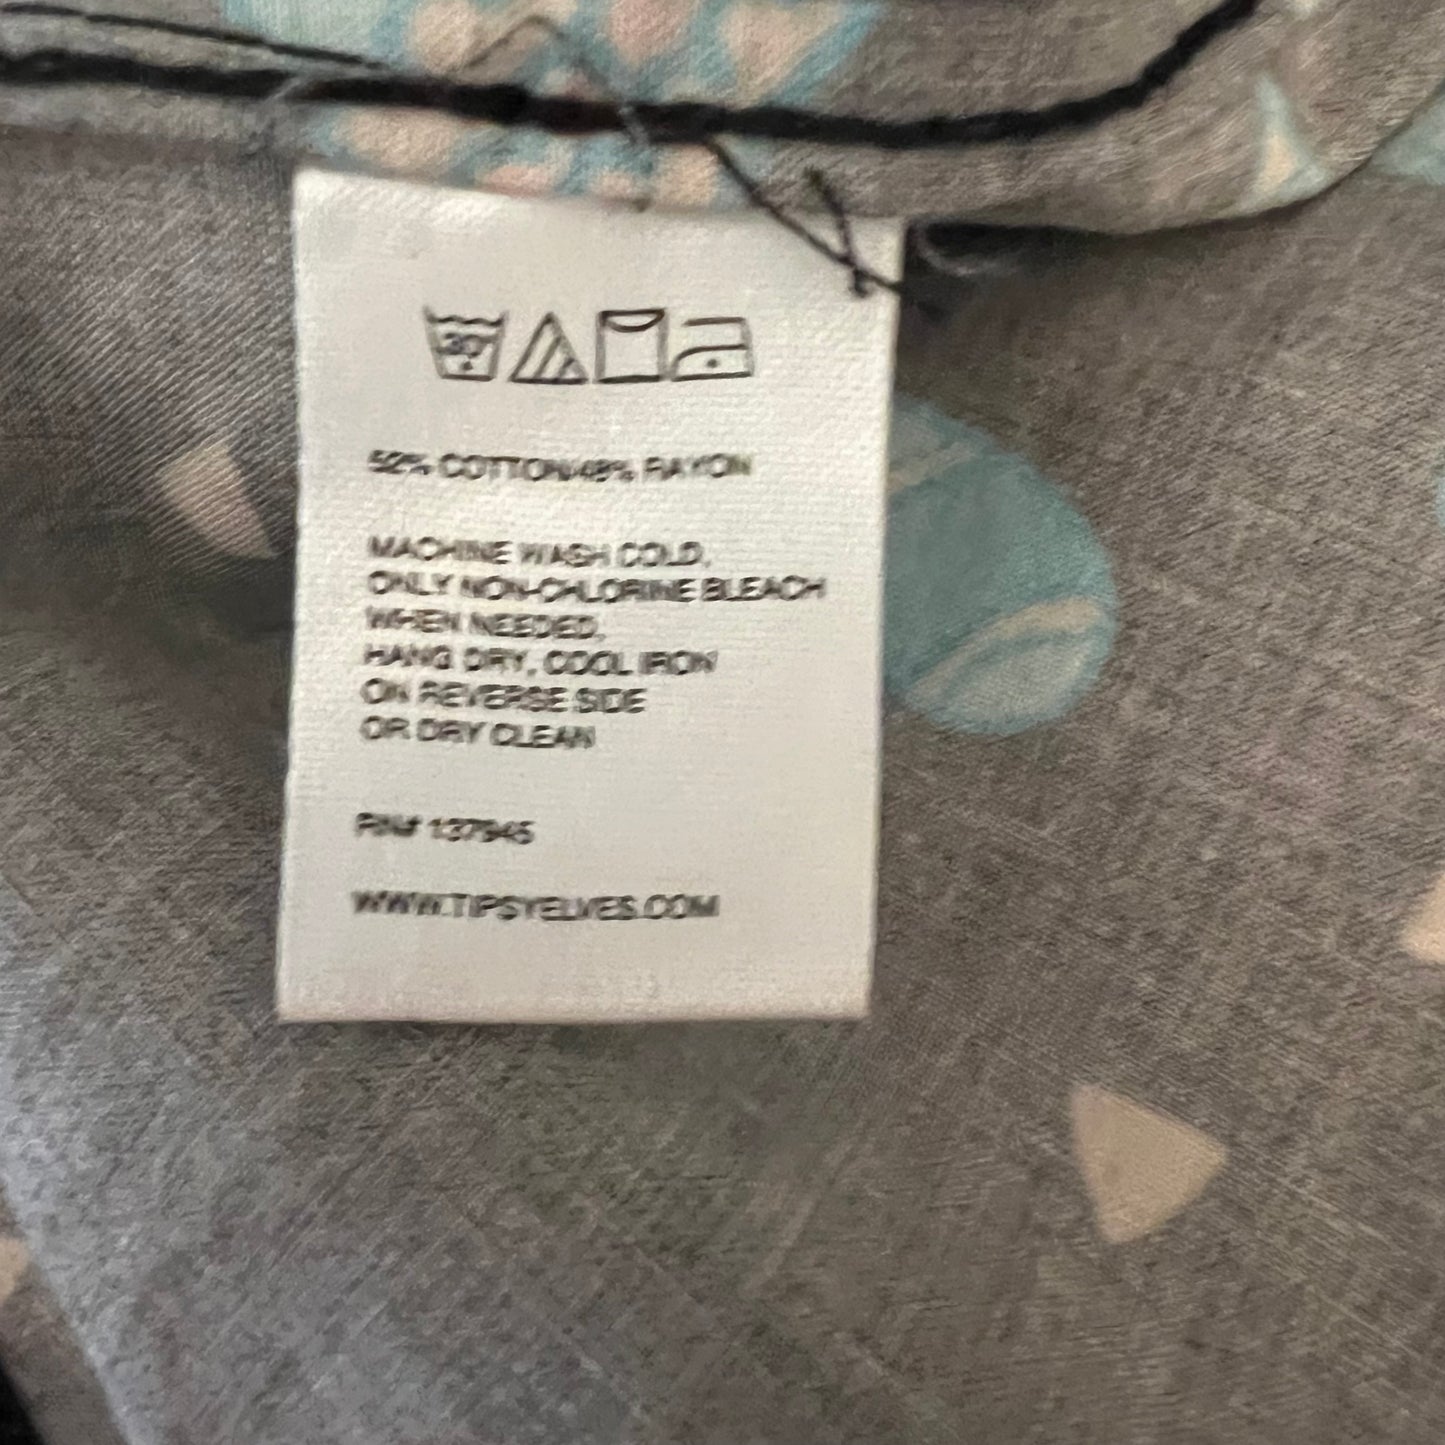 30°
52% COTTON/48% RAYON
MACHINE WASH COLD,
ONLY NON-CHLORINE BLEACH
WHEN NEEDED,
HANG DRY, COOL IRON
ON REVERSE SIDE
OR DRY CLEAN
RN# 137945
WWW.TIPSYELVES.COM